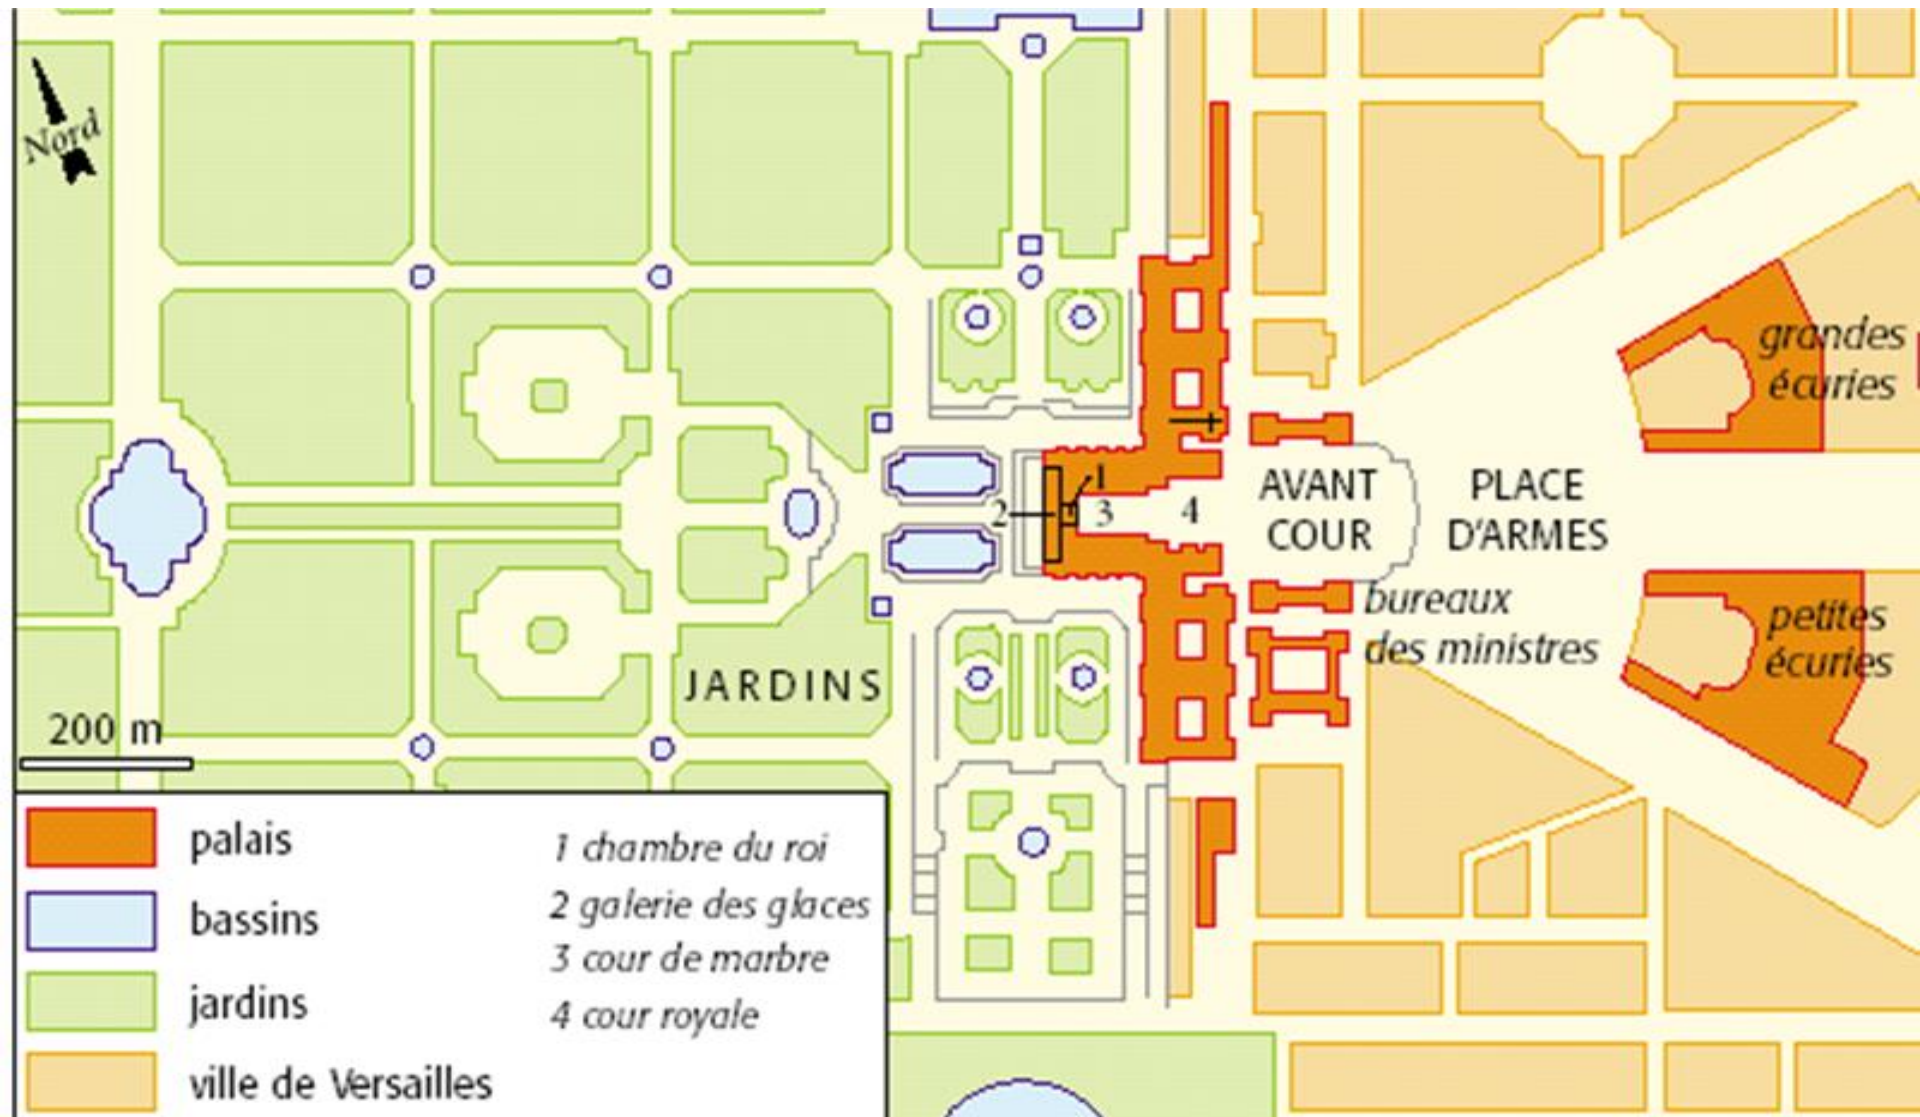 Nord
grandes
écuries
1
2
3
4
AVANT
COUR
PLACE
D'ARMES
bureaux
des ministres
petites
écuries
JARDINS
200 m
palais
bassins
jardins
ville de Versailles
1 chambre du roi
2 galerie des glaces
3 cour de marbre
4 cour royale